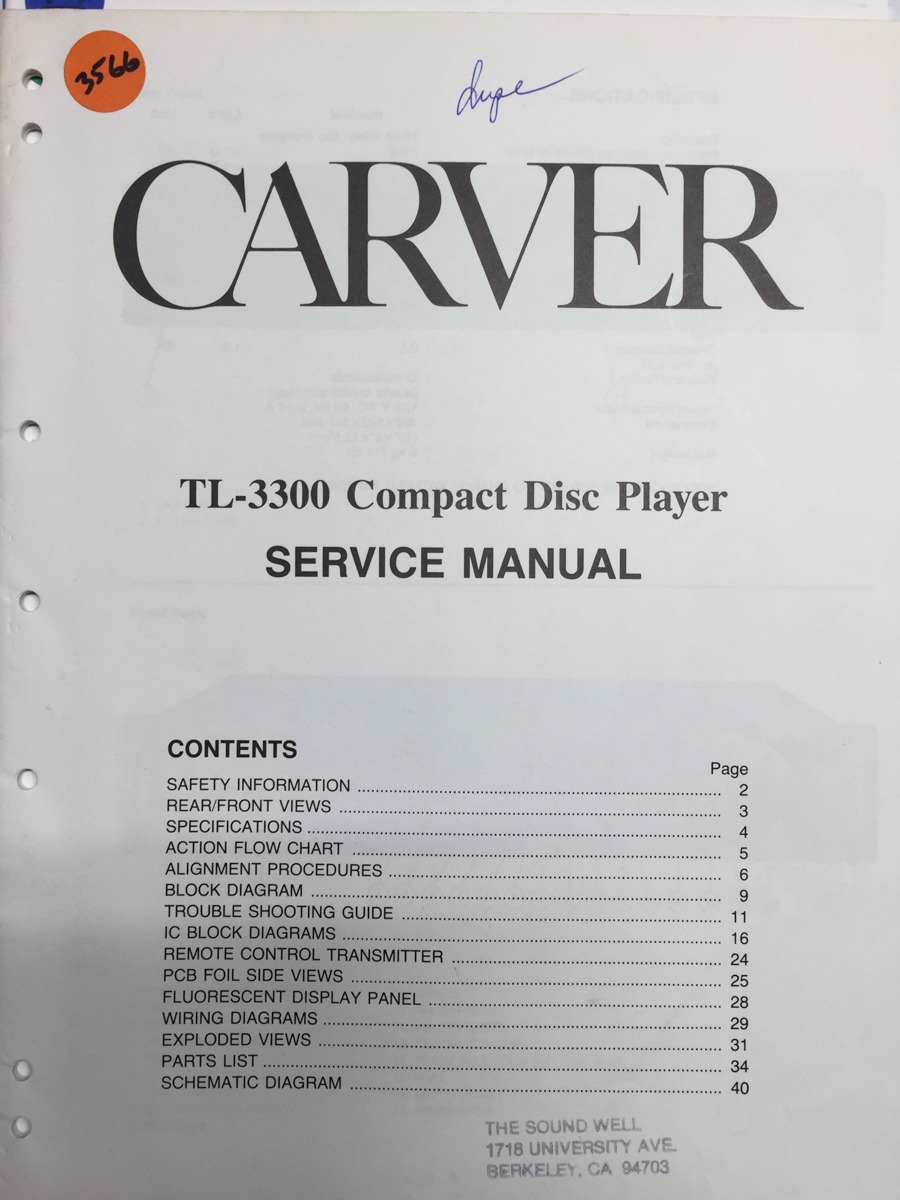 3566
Dupe
CARVER
TL-3300 Compact Disc Player
SERVICE MANUAL
CONTENTS
Page
SAFETY INFORMATION ........ 2
REAR/FRONT VIEWS ........ 3
SPECIFICATIONS ........ 4
ACTION FLOW CHART ........ 5
ALIGNMENT PROCEDURES ........ 6
BLOCK DIAGRAM ........ 9
TROUBLE SHOOTING GUIDE ........ 11
IC BLOCK DIAGRAMS ........ 16
REMOTE CONTROL TRANSMITTER ........ 24
PCB FOIL SIDE VIEWS ........ 25
FLUORESCENT DISPLAY PANEL ........ 28
WIRING DIAGRAMS ........ 29
EXPLODED VIEWS ........ 31
PARTS LIST ........ 34
SCHEMATIC DIAGRAM ........ 40
THE SOUND WELL
1718 UNIVERSITY AVE.
BERKELEY, CA 94703